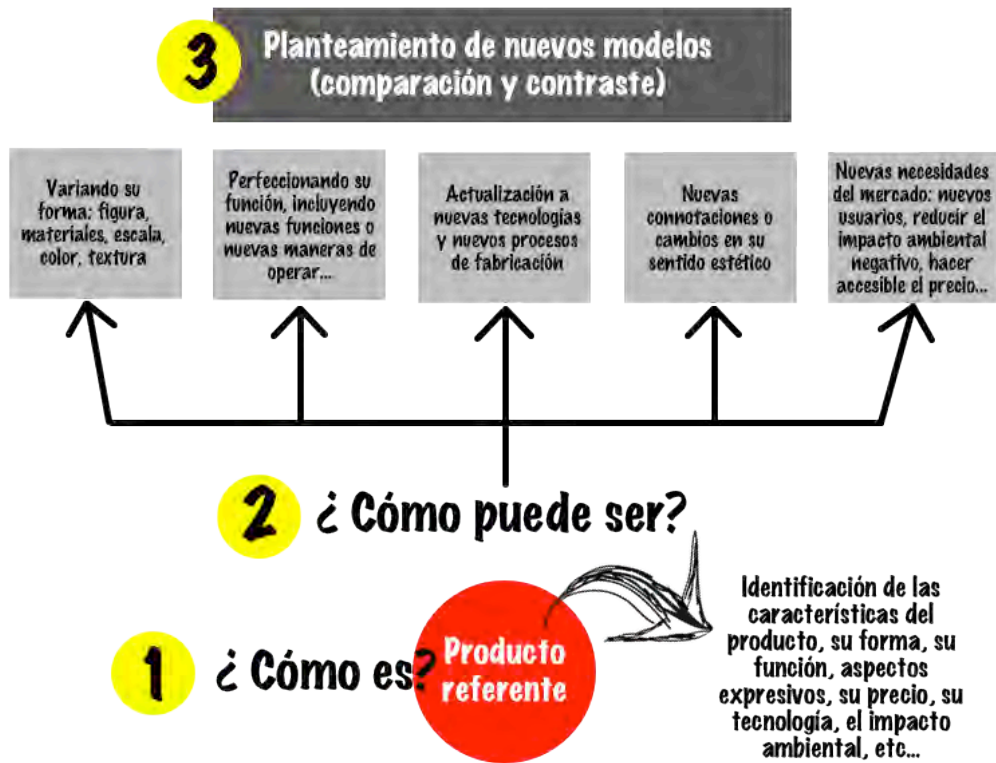 3
Planteamiento de nuevos modelos
(comparación y contraste)
Variando su
forma: figura,
materiales, escala,
color, textura
Perfeccionando su
función, incluyendo
nuevas funciones o
nuevas maneras de
operar...
Actualización a
nuevas tecnologías
y nuevos procesos
de fabricación
Nuevas
connotaciones o
cambios en su
sentido estético
Nuevas necesidades
del mercado: nuevos
usuarios, reducir el
impacto ambiental
negativo, hacer
accesible el precio...
2 ¿ Cómo puede ser?
1 ¿ Cómo es?
Producto
referente
Identificación de las
características del
producto, su forma, su
función, aspectos
expresivos, su precio, su
tecnología, el impacto
ambiental, etc...